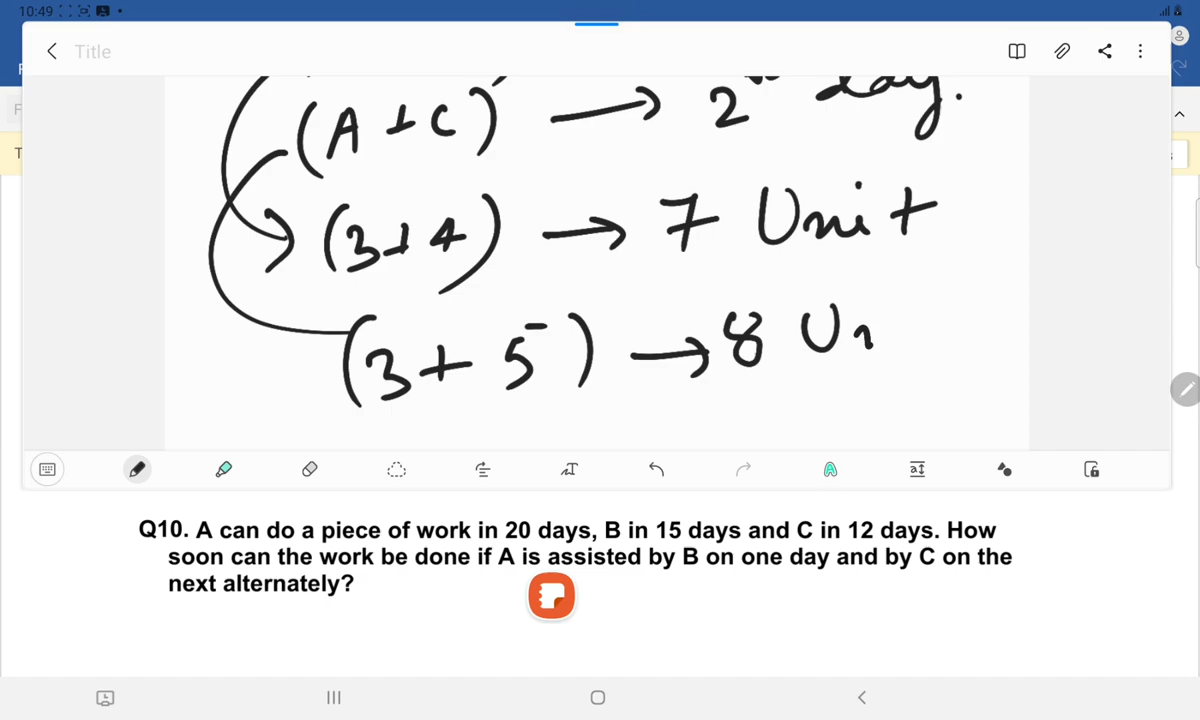 10:49
Title
(A + C) → 2 day.
(3+4) → 7 Unit
(3 + 5) → 8 Un
Q10. A can do a piece of work in 20 days, B in 15 days and C in 12 days. How
soon can the work be done if A is assisted by B on one day and by C on the
next alternately?